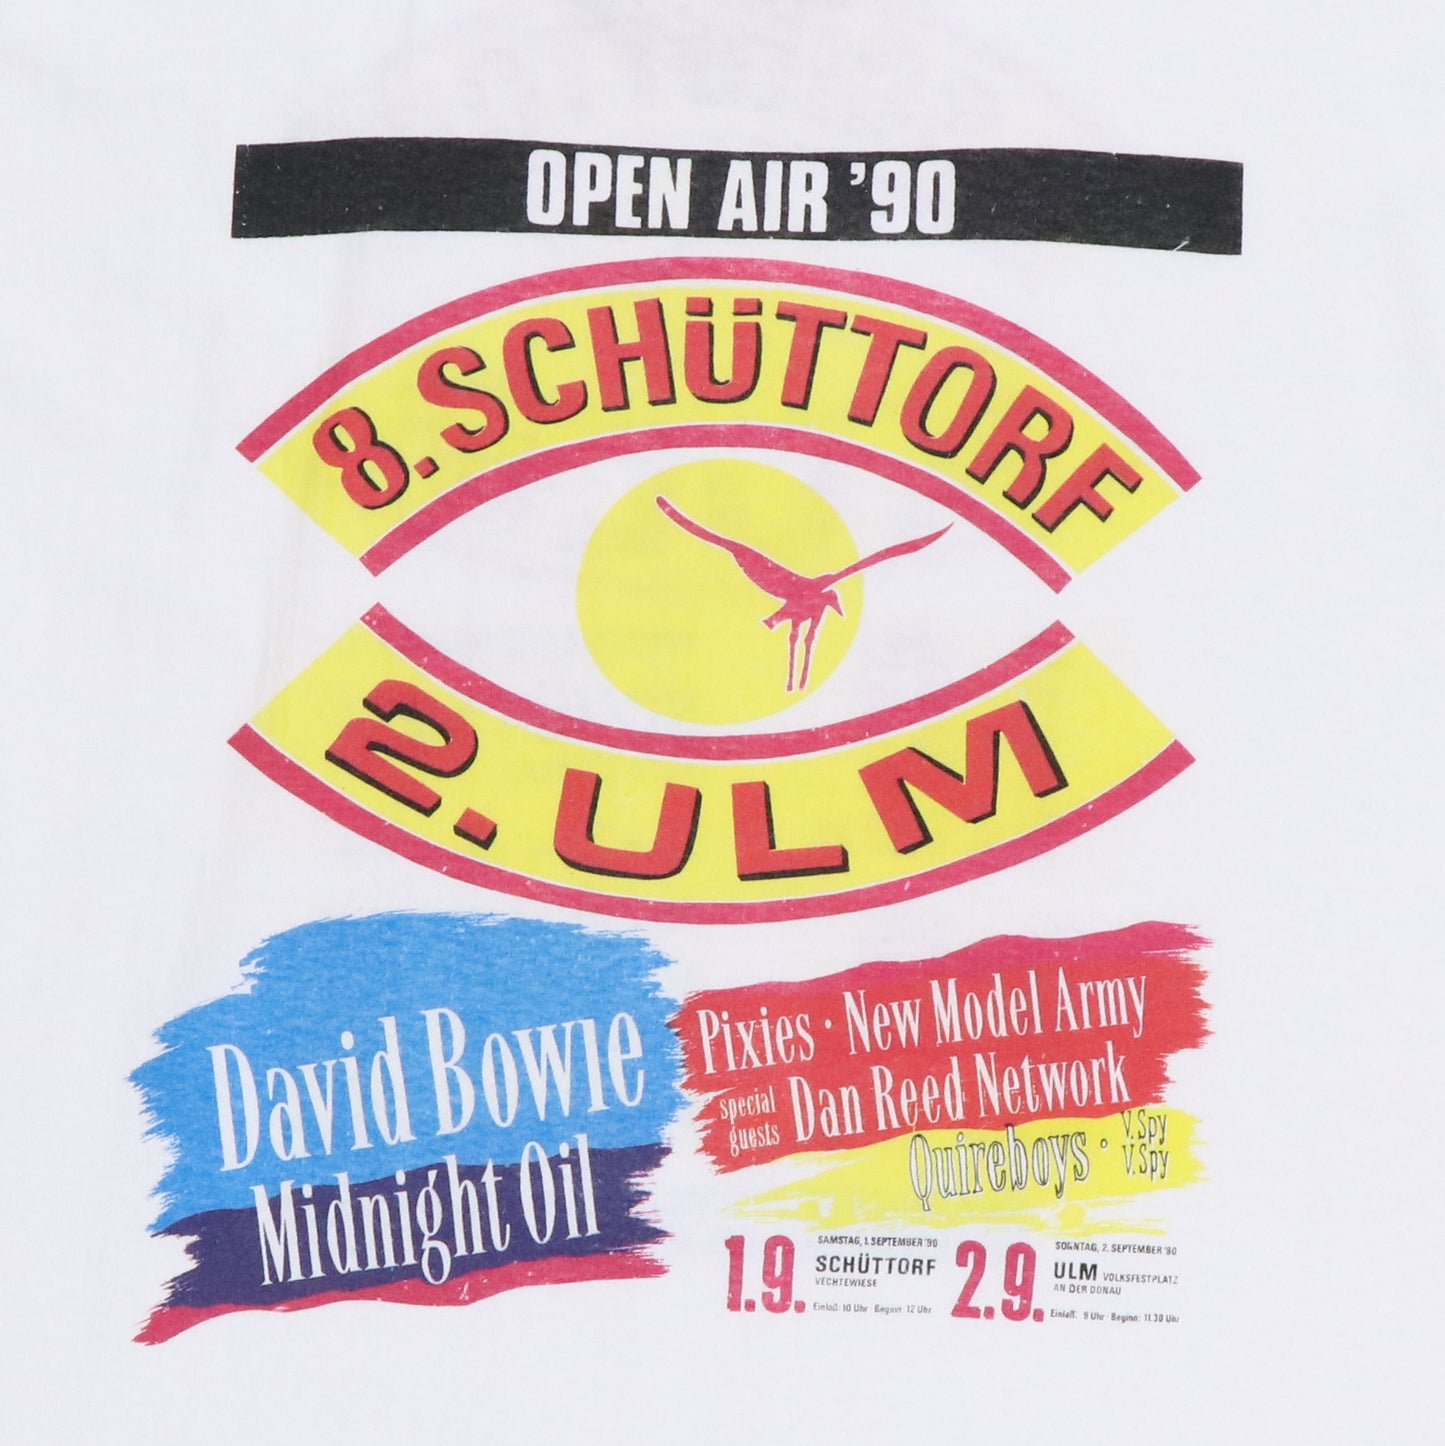 OPEN AIR '90
8. SCHÜTTORF
2. ULM
David Bowie
Midnight Oil
Pixies · New Model Army
special guests Dan Reed Network
Quireboys · V. Spy V. Spy
1.9. SAMSTAG, 1. SEPTEMBER '90
SCHÜTTORF
VECHTEWIESE
Einlaß: 10 Uhr · Beginn: 12 Uhr
2.9. SONNTAG, 2. SEPTEMBER '90
ULM VOLKSFESTPLATZ
AN DER DONAU
Einlaß: 9 Uhr · Beginn: 11.30 Uhr